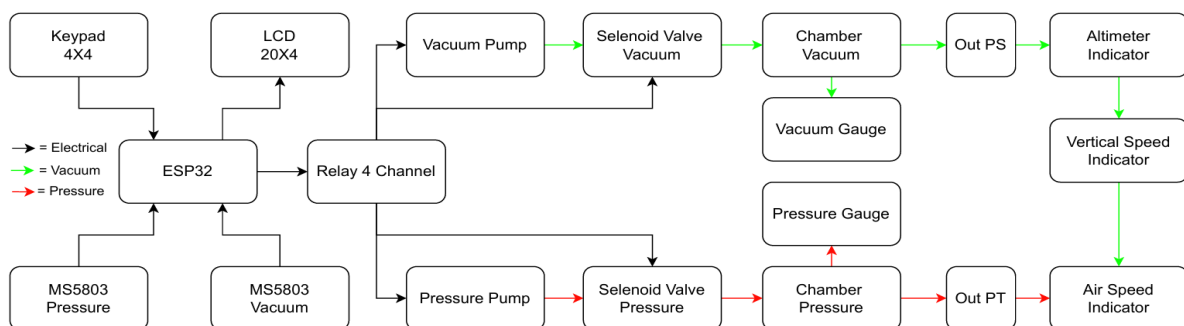 Keypad
4X4
LCD
20X4
Vacuum Pump
Selenoid Valve
Vacuum
Chamber
Vacuum
Out PS
Altimeter
Indicator
Vacuum Gauge
Vertical Speed
Indicator
= Electrical
= Vacuum
= Pressure
ESP32
Relay 4 Channel
Pressure Gauge
MS5803
Pressure
MS5803
Vacuum
Pressure Pump
Selenoid Valve
Pressure
Chamber
Pressure
Out PT
Air Speed
Indicator